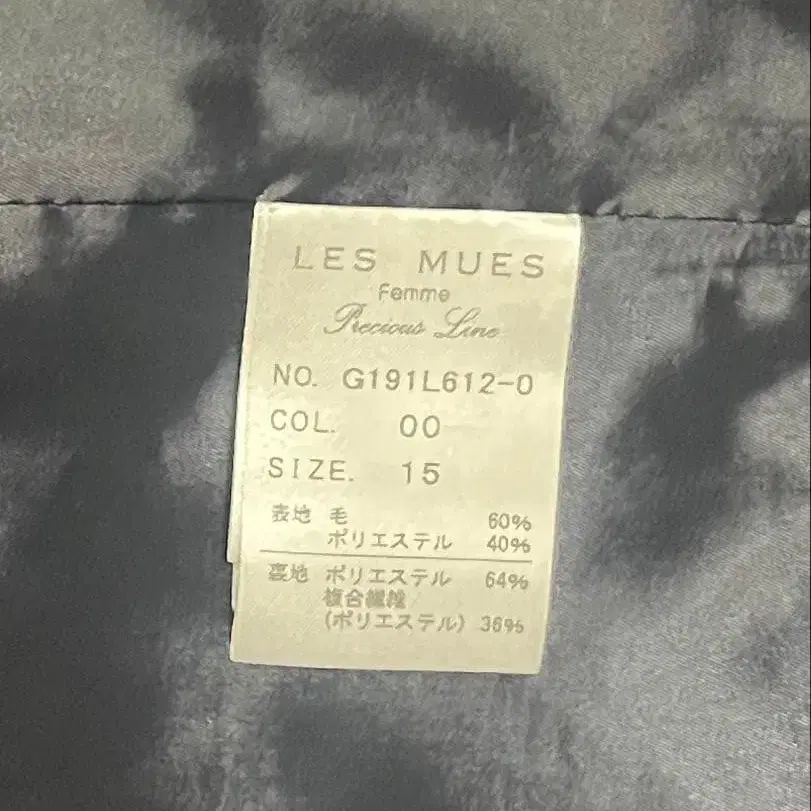 LES MUES
Femme
Precious Line
NO. G191L612-0
COL. 00
SIZE. 15
表地 毛 60%
ポリエステル 40%
裏地 ポリエステル 64%
複合繊維
(ポリエステル) 36%